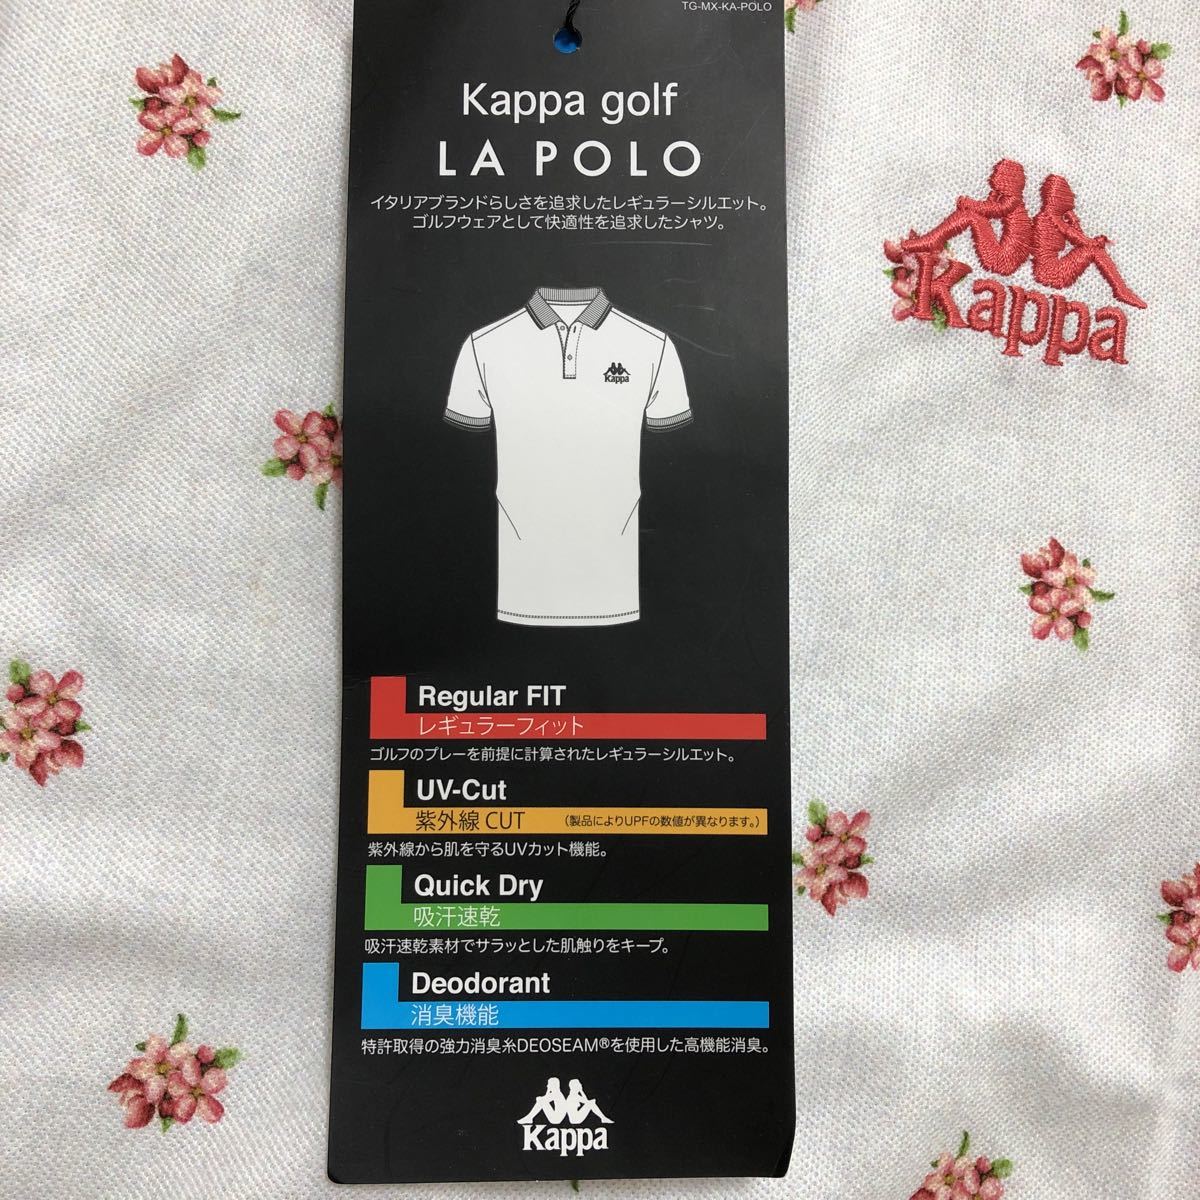 TG-MX-KA-POLO
Kappa golf
LA POLO
イタリアブランドらしさを追求したレギュラーシルエット。
ゴルフウェアとして快適性を追求したシャツ。
Kappa
Kappa
Regular FIT
レギュラーフィット
ゴルフのプレーを前提に計算されたレギュラーシルエット。
UV-Cut
紫外線 CUT （製品によりUPFの数値が異なります。）
紫外線から肌を守るUVカット機能。
Quick Dry
吸汗速乾
吸汗速乾素材でサラッとした肌触りをキープ。
Deodorant
消臭機能
特許取得の強力消臭糸DEOSEAM®を使用した高機能消臭。
Kappa